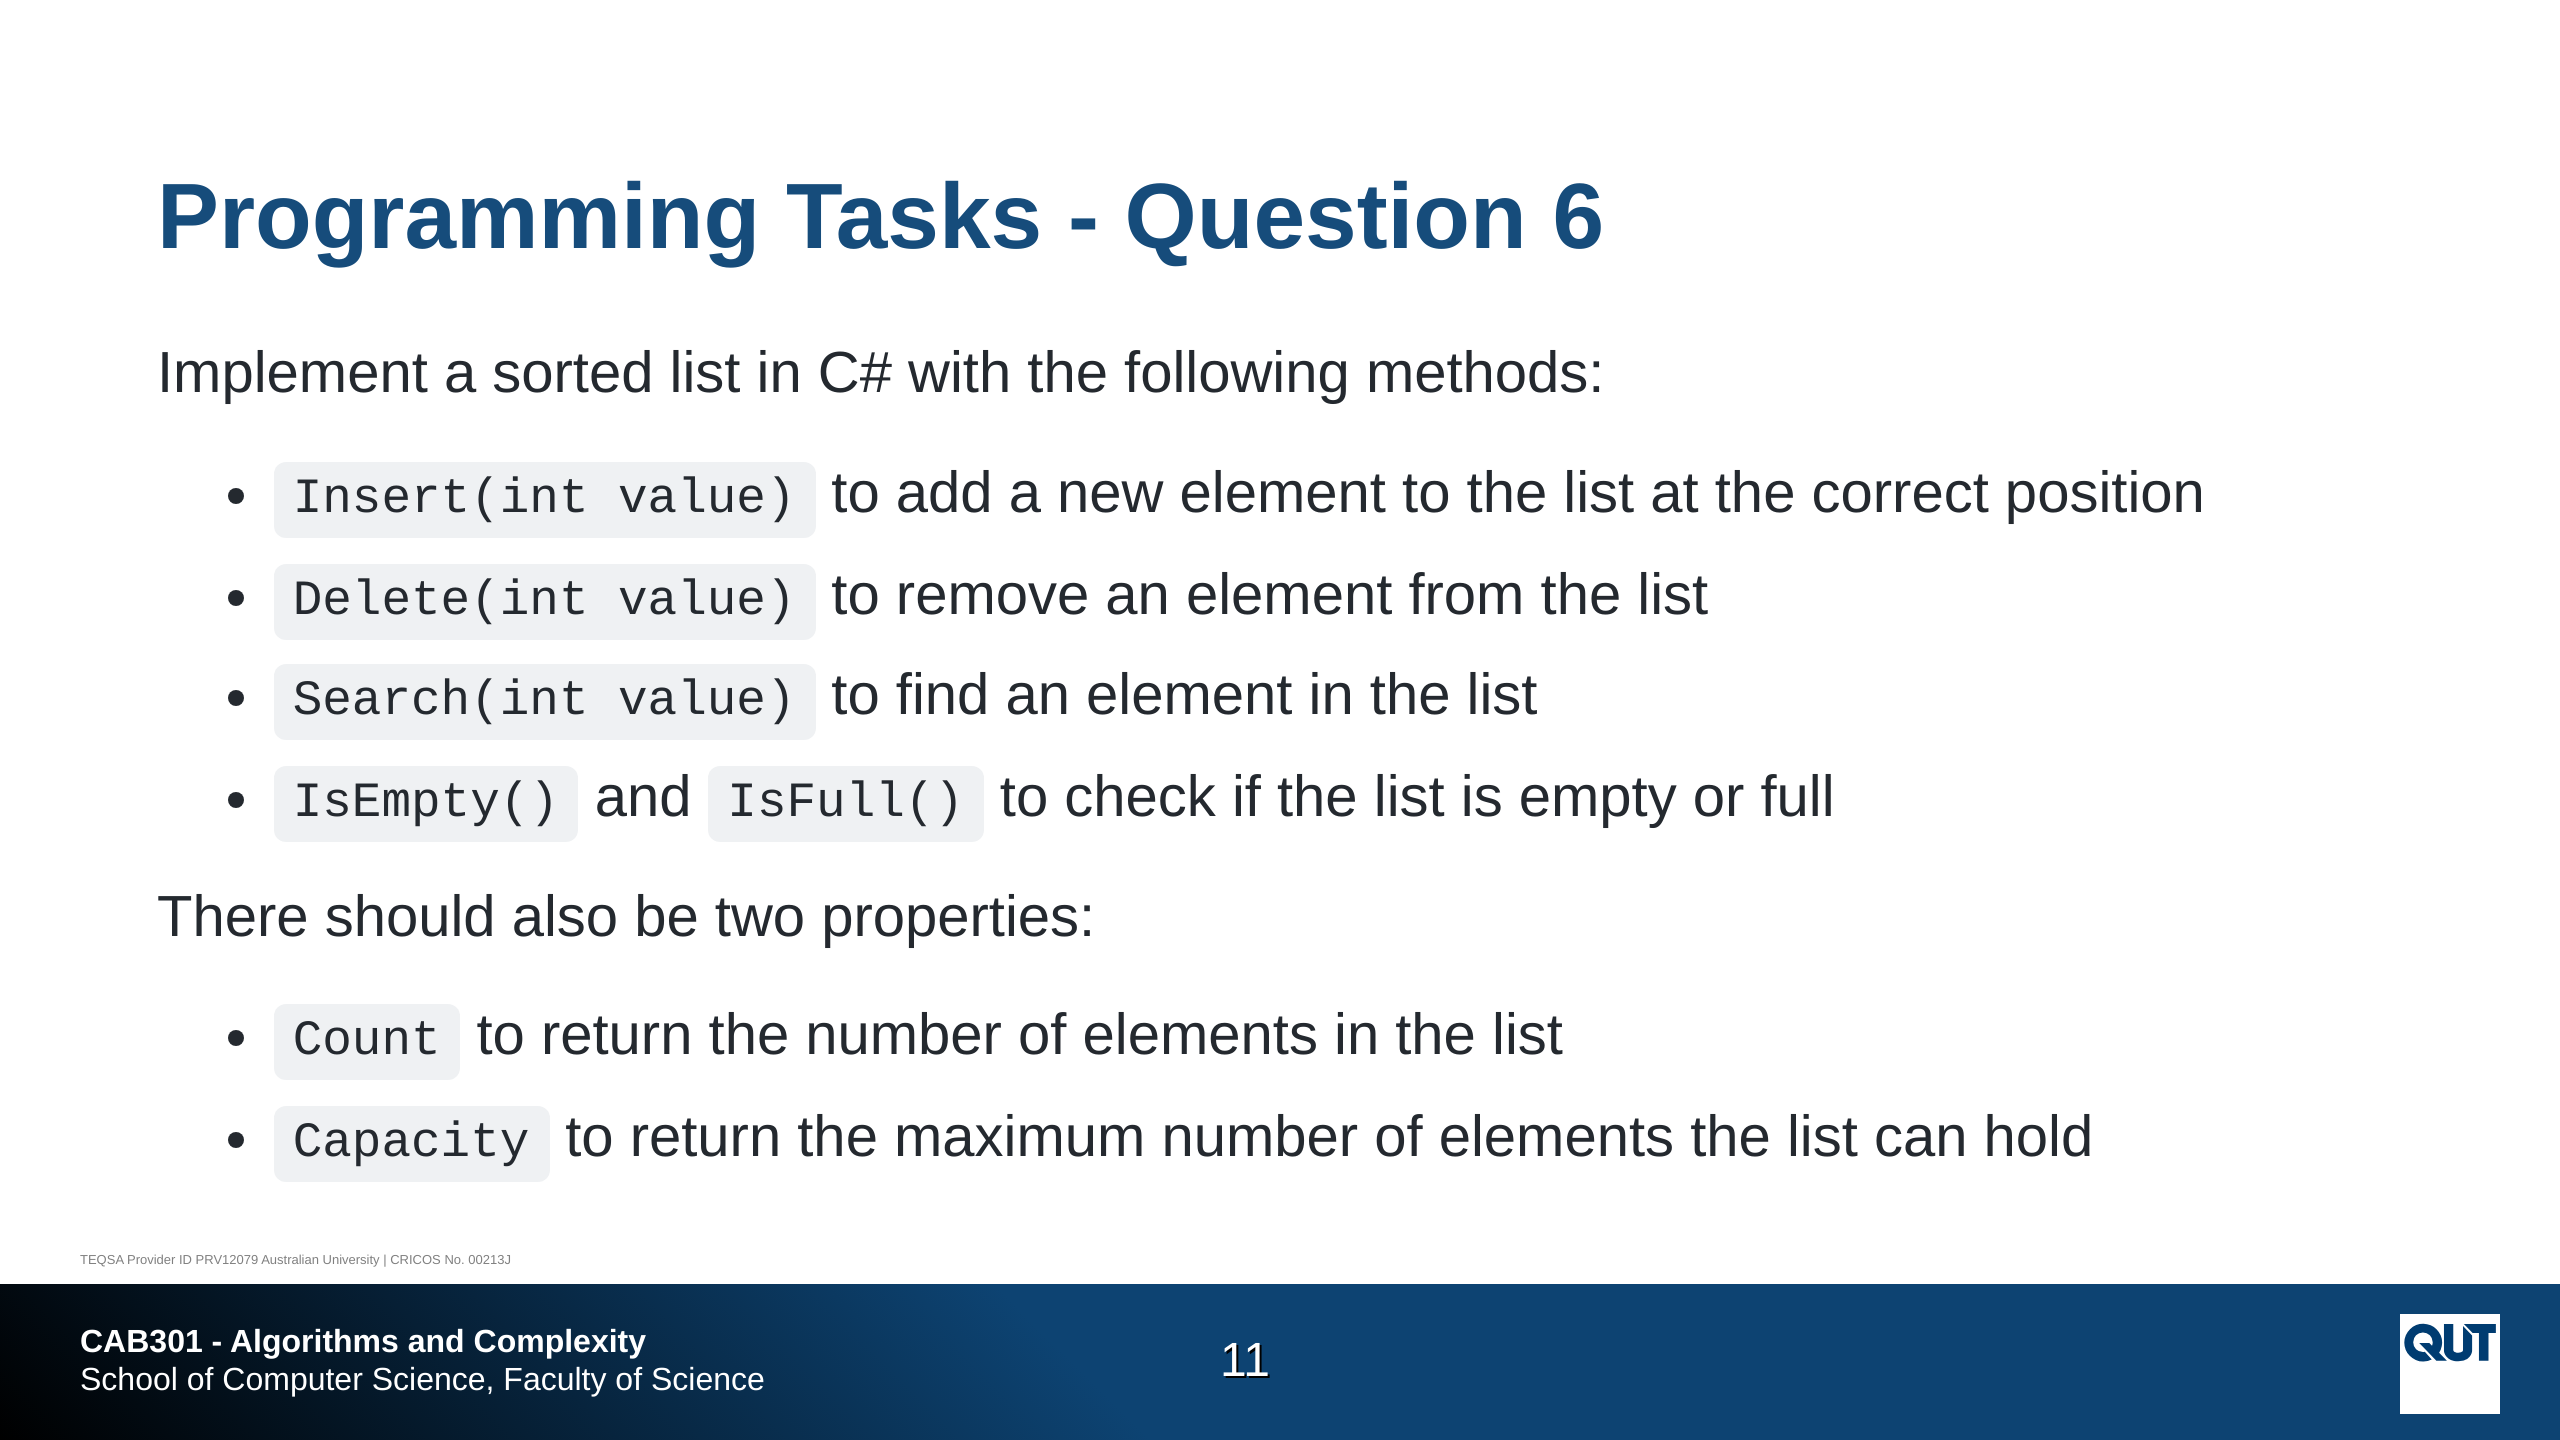 Programming Tasks - Question 6
Implement a sorted list in C# with the following methods:
• Insert(int value) to add a new element to the list at the correct position
• Delete(int value) to remove an element from the list
• Search(int value) to find an element in the list
• IsEmpty() and IsFull() to check if the list is empty or full
There should also be two properties:
• Count to return the number of elements in the list
• Capacity to return the maximum number of elements the list can hold
TEQSA Provider ID PRV12079 Australian University | CRICOS No. 00213J
CAB301 - Algorithms and Complexity
School of Computer Science, Faculty of Science
11
QUT